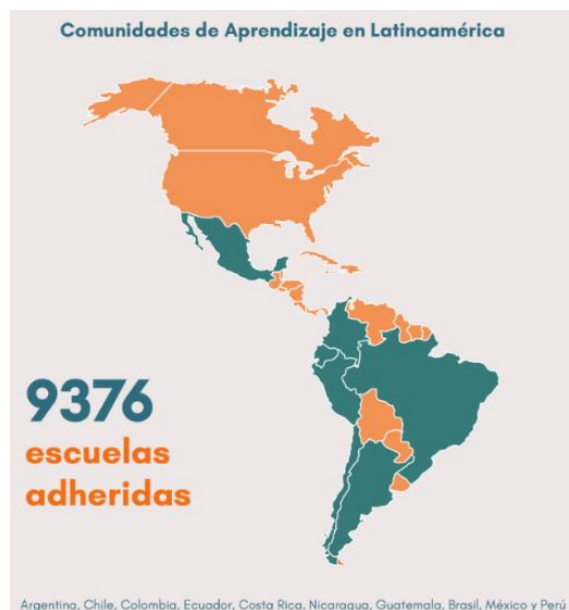 Comunidades de Aprendizaje en Latinoamérica
9376
escuelas
adheridas
Argentina, Chile, Colombia, Ecuador, Costa Rica, Nicaragua, Guatemala, Brasil, México y Perú